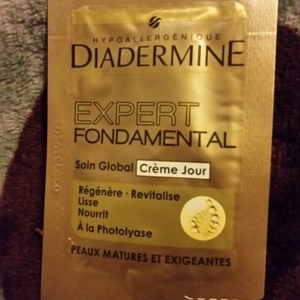 HYPOALLERGÉNIQUE
DIADERMINE
EXPERT
FONDAMENTAL
Soin Global Crème Jour
Régénère · Revitalise
Lisse
Nourrit
À la Photolyase
PEAUX MATURES ET EXIGEANTES